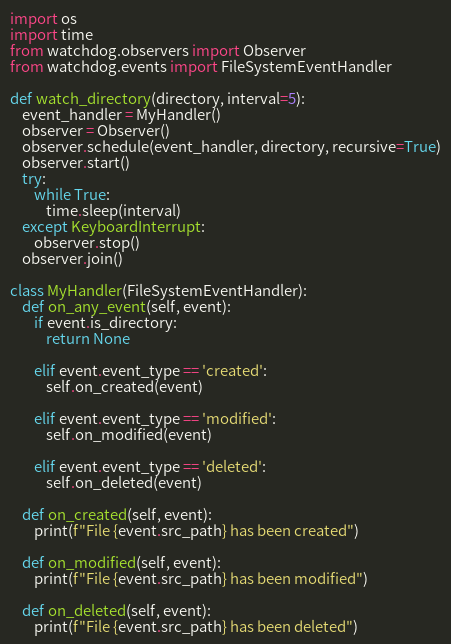 import os
import time
from watchdog.observers import Observer
from watchdog.events import FileSystemEventHandler

def watch_directory(directory, interval=5):
    event_handler = MyHandler()
    observer = Observer()
    observer.schedule(event_handler, directory, recursive=True)
    observer.start()
    try:
        while True:
            time.sleep(interval)
    except KeyboardInterrupt:
        observer.stop()
    observer.join()

class MyHandler(FileSystemEventHandler):
    def on_any_event(self, event):
        if event.is_directory:
            return None

        elif event.event_type == 'created':
            self.on_created(event)

        elif event.event_type == 'modified':
            self.on_modified(event)

        elif event.event_type == 'deleted':
            self.on_deleted(event)

    def on_created(self, event):
        print(f"File {event.src_path} has been created")

    def on_modified(self, event):
        print(f"File {event.src_path} has been modified")

    def on_deleted(self, event):
        print(f"File {event.src_path} has been deleted")